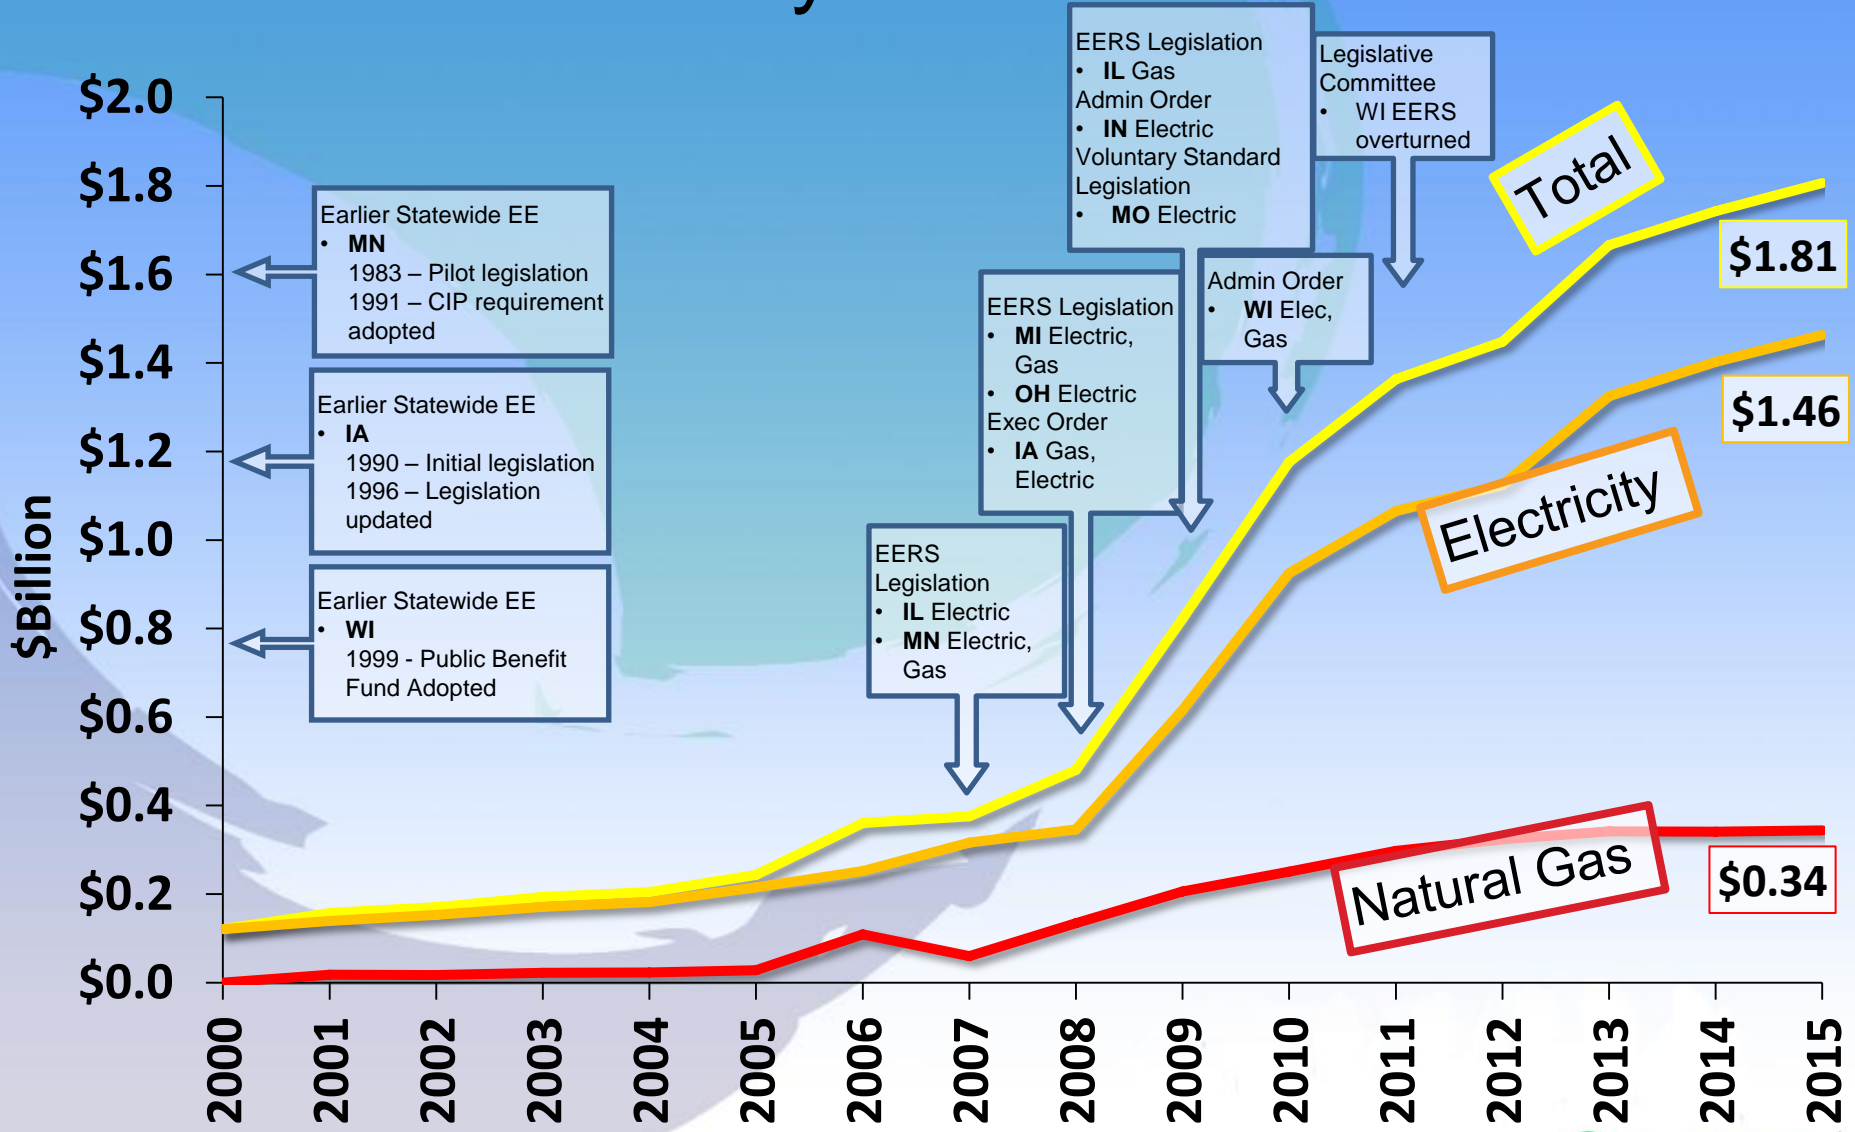 $2.0
$1.8
$1.6
$1.4
$1.2
$1.0
$0.8
$0.6
$0.4
$0.2
$0.0
$Billion
Earlier Statewide EE
• MN
1983 – Pilot legislation
1991 – CIP requirement
adopted
Earlier Statewide EE
• IA
1990 – Initial legislation
1996 – Legislation
updated
Earlier Statewide EE
• WI
1999 - Public Benefit
Fund Adopted
EERS
Legislation
• IL Electric
• MN Electric,
Gas
EERS Legislation
• MI Electric,
Gas
• OH Electric
Exec Order
• IA Gas,
Electric
EERS Legislation
• IL Gas
Admin Order
• IN Electric
Voluntary Standard
Legislation
• MO Electric
Admin Order
• WI Elec,
Gas
Legislative
Committee
• WI EERS
overturned
Total
$1.81
Electricity
$1.46
Natural Gas
$0.34
2000
2001
2002
2003
2004
2005
2006
2007
2008
2009
2010
2011
2012
2013
2014
2015